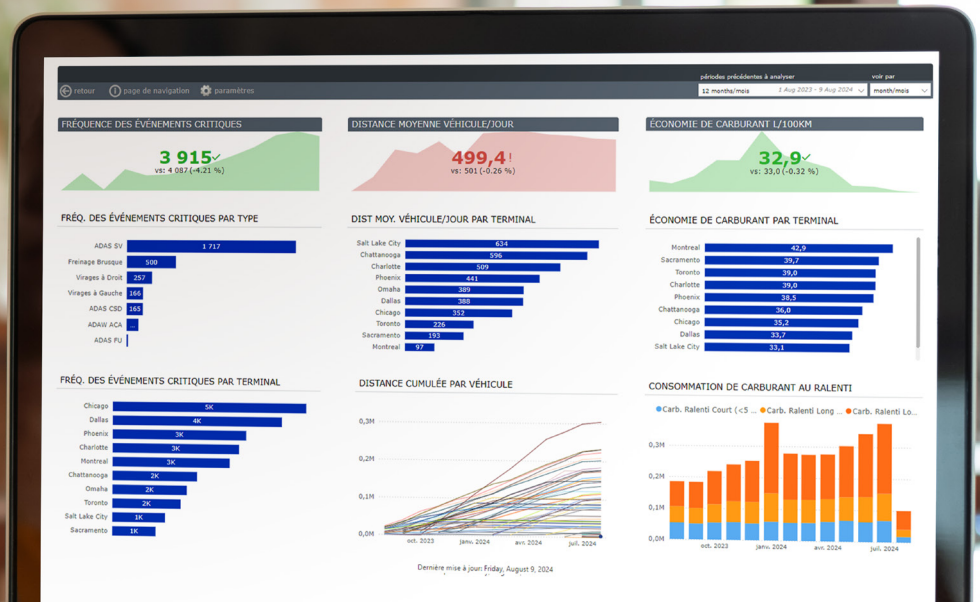 périodes précédentes à analyser
voir par
retour
page de navigation
paramètres
12 months/mois
1 Aug 2023 - 9 Aug 2024
month/mois
FRÉQUENCE DES ÉVÉNEMENTS CRITIQUES
3 915
vs: 4 087 (-4.21 %)
DISTANCE MOYENNE VÉHICULE/JOUR
499,4!
vs: 501 (-0.26 %)
ÉCONOMIE DE CARBURANT L/100KM
32,9
vs: 33,0 (-0.32 %)
FRÉQ. DES ÉVÉNEMENTS CRITIQUES PAR TYPE
ADAS SV 1 717
Freinage Brusque 500
Virages à Droit 257
Virages à Gauche 166
ADAS CSD 165
ADAW ACA ...
ADAS FU
DIST MOY. VÉHICULE/JOUR PAR TERMINAL
Salt Lake City 634
Chattanooga 596
Charlotte 509
Phoenix 441
Omaha 389
Dallas 388
Chicago 352
Toronto 226
Sacramento 193
Montreal 97
ÉCONOMIE DE CARBURANT PAR TERMINAL
Montreal 42,9
Sacramento 39,7
Toronto 39,0
Charlotte 39,0
Phoenix 38,5
Chattanooga 36,0
Chicago 35,2
Dallas 33,7
Salt Lake City 33,1
FRÉQ. DES ÉVÉNEMENTS CRITIQUES PAR TERMINAL
Chicago 5K
Dallas 4K
Phoenix 3K
Charlotte 3K
Montreal 3K
Chattanooga 2K
Omaha 2K
Toronto 2K
Salt Lake City 1K
Sacramento 1K
DISTANCE CUMULÉE PAR VÉHICULE
0,3M
0,2M
0,1M
0,0M
oct. 2023 janv. 2024 avr. 2024 juil. 2024
Dernière mise à jour: Friday, August 9, 2024
CONSOMMATION DE CARBURANT AU RALENTI
Carb. Ralenti Court (<5 ... Carb. Ralenti Long ... Carb. Ralenti Lo...
0,3M
0,2M
0,1M
0,0M
oct. 2023 janv. 2024 avr. 2024 juil. 2024